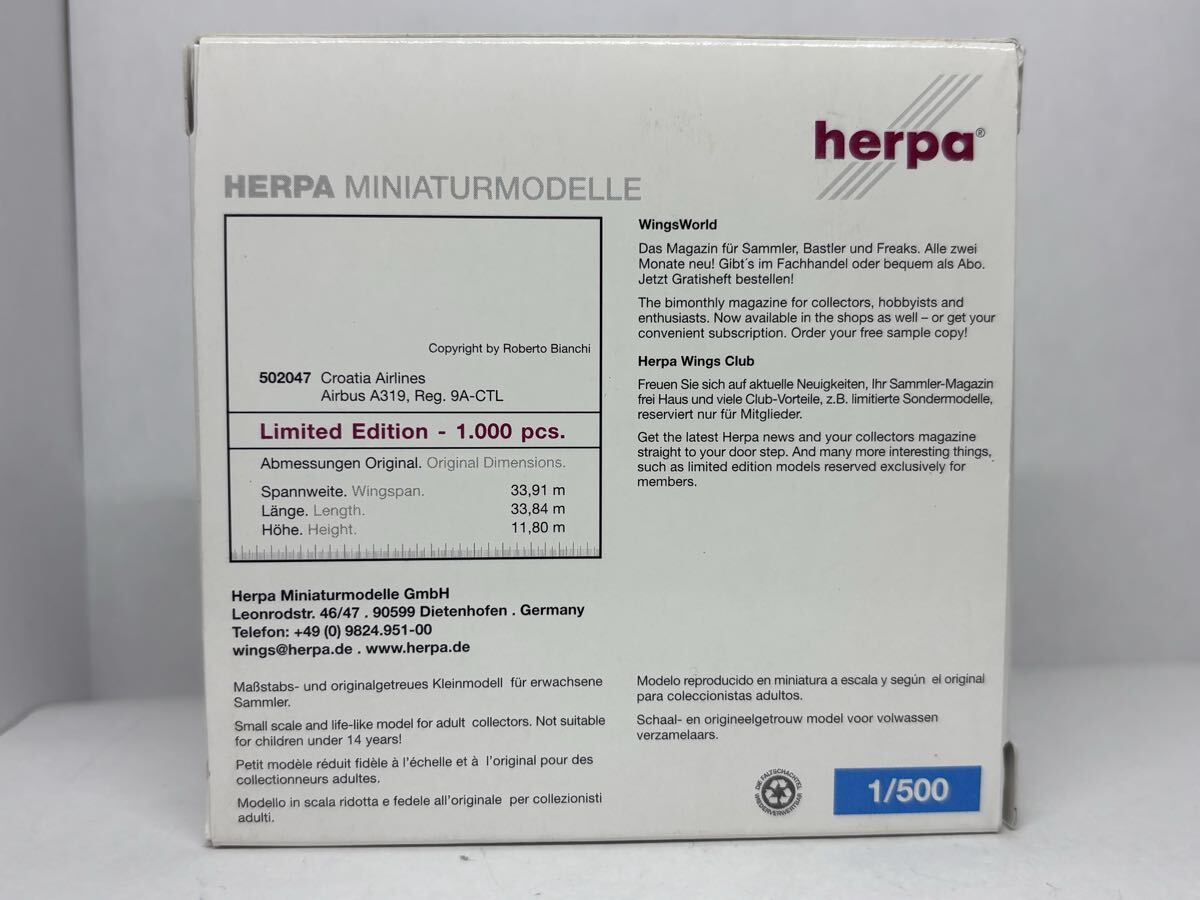 herpa®
HERPA MINIATURMODELLE
Copyright by Roberto Bianchi
502047 Croatia Airlines
Airbus A319, Reg. 9A-CTL
Limited Edition - 1.000 pcs.
Abmessungen Original. Original Dimensions.
Spannweite. Wingspan. 33,91 m
Länge. Length. 33,84 m
Höhe. Height. 11,80 m
WingsWorld
Das Magazin für Sammler, Bastler und Freaks. Alle zwei
Monate neu! Gibt´s im Fachhandel oder bequem als Abo.
Jetzt Gratisheft bestellen!
The bimonthly magazine for collectors, hobbyists and
enthusiasts. Now available in the shops as well – or get your
convenient subscription. Order your free sample copy!
Herpa Wings Club
Freuen Sie sich auf aktuelle Neuigkeiten, Ihr Sammler-Magazin
frei Haus und viele Club-Vorteile, z.B. limitierte Sondermodelle,
reserviert nur für Mitglieder.
Get the latest Herpa news and your collectors magazine
straight to your door step. And many more interesting things,
such as limited edition models reserved exclusively for
members.
Herpa Miniaturmodelle GmbH
Leonrodstr. 46/47 . 90599 Dietenhofen . Germany
Telefon: +49 (0) 9824.951-00
wings@herpa.de . www.herpa.de
Maßstabs- und originalgetreues Kleinmodell für erwachsene
Sammler.
Small scale and life-like model for adult collectors. Not suitable
for children under 14 years!
Petit modèle réduit fidèle à l'échelle et à l'original pour des
collectionneurs adultes.
Modello in scala ridotta e fedele all'originale per collezionisti
adulti.
Modelo reproducido en miniatura a escala y según el original
para coleccionistas adultos.
Schaal- en origineelgetrouw model voor volwassen
verzamelaars.
DIE FALTSCHACHTEL
WIEDERVERWERTBAR
1/500